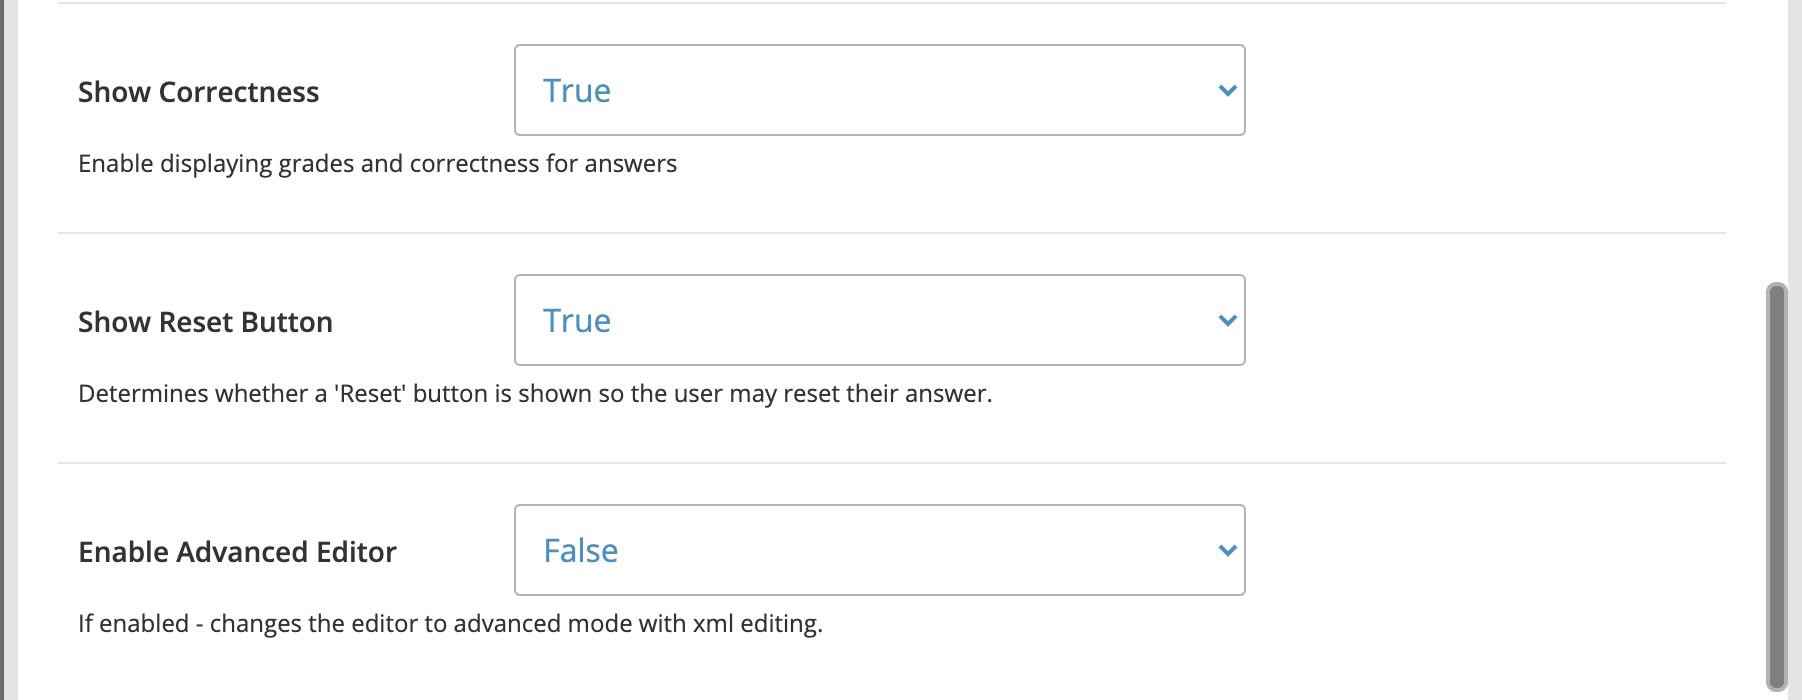 Show Correctness
True
Enable displaying grades and correctness for answers
Show Reset Button
True
Determines whether a 'Reset' button is shown so the user may reset their answer.
Enable Advanced Editor
False
If enabled - changes the editor to advanced mode with xml editing.